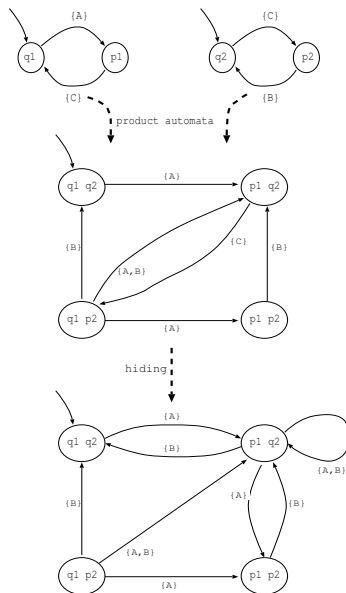 {A}
{C}
q1
p1
q2
p2
{C}
{B}
product automata
{A}
q1 q2
p1 q2
{B}
{A,B}
{C}
{B}
q1 p2
p1 p2
{A}
hiding
{A}
q1 q2
{B}
p1 q2
{A,B}
{B}
{A}
{B}
{A,B}
q1 p2
{A}
p1 p2